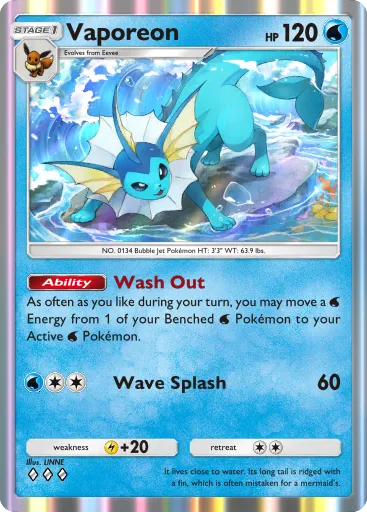 STAGE 1
Vaporeon
HP 120
Evolves from Eevee
NO. 0134 Bubble Jet Pokémon HT: 3'3" WT: 63.9 lbs.
Ability Wash Out
As often as you like during your turn, you may move a
Energy from 1 of your Benched Pokémon to your
Active Pokémon.
Wave Splash 60
weakness +20 retreat
Illus. LINNE
It lives close to water. Its long tail is ridged with
a fin, which is often mistaken for a mermaid's.